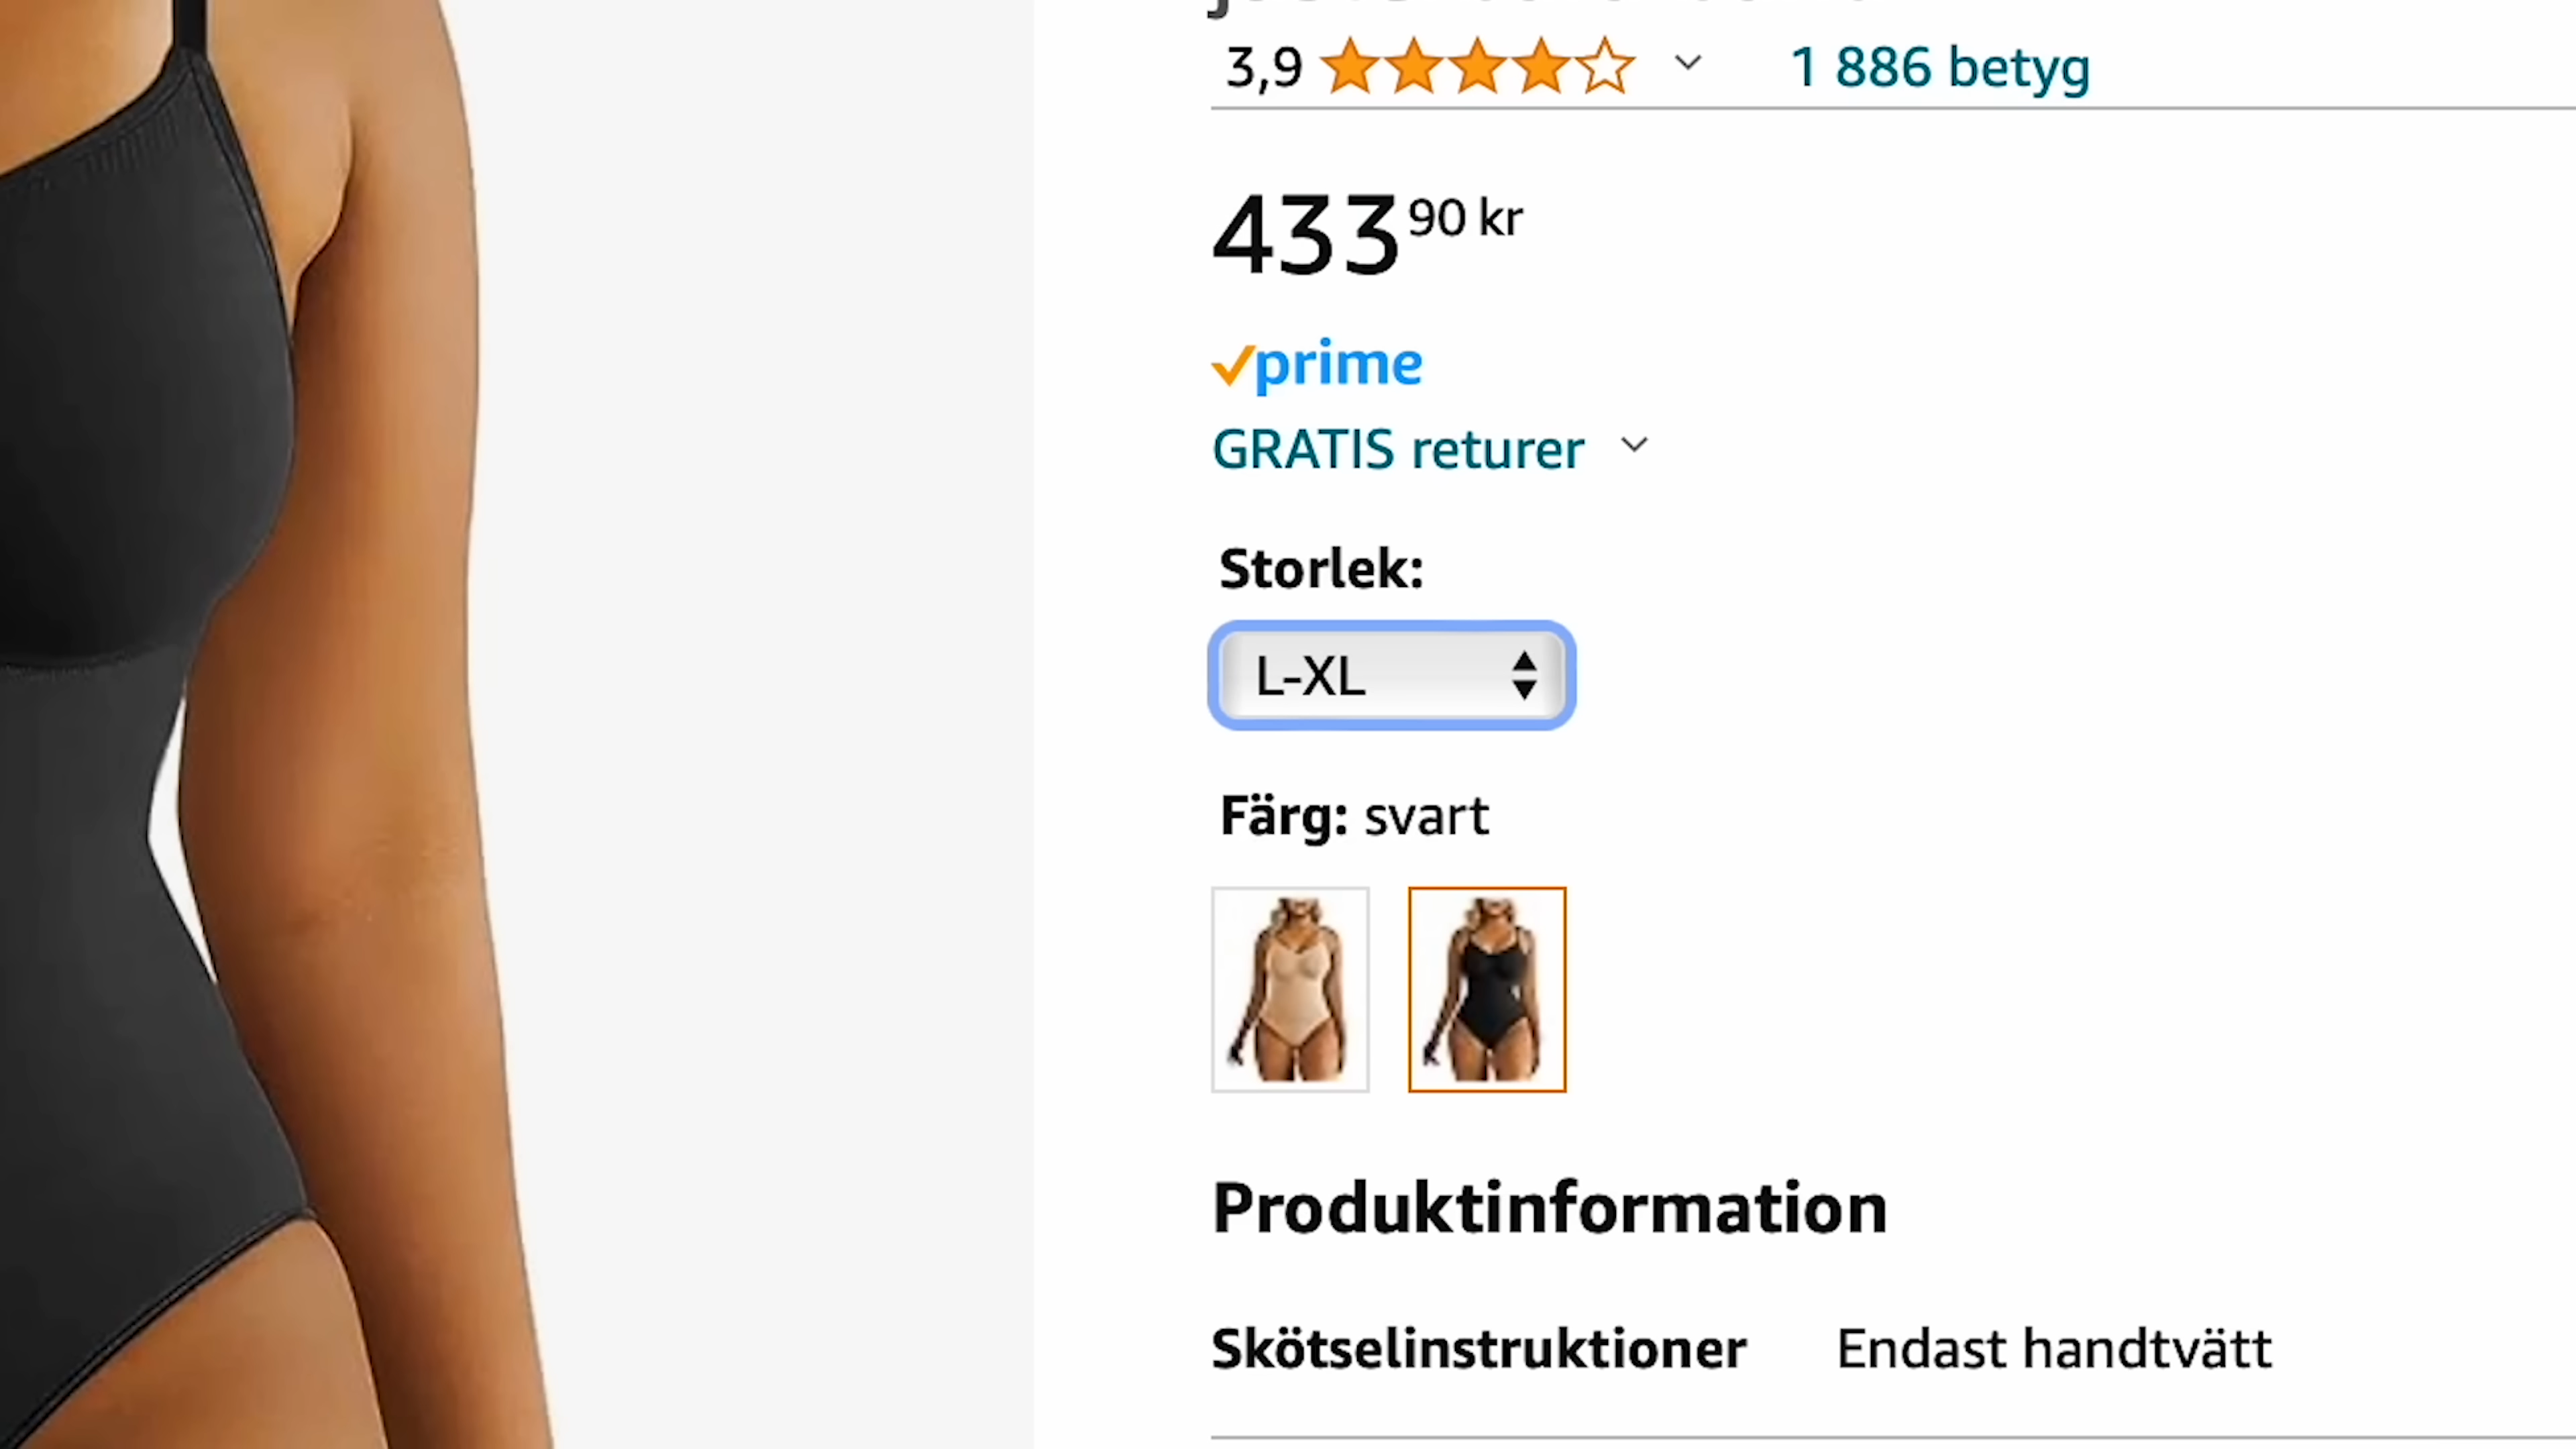 3,9 1 886 betyg
433 90 kr
prime
GRATIS returer
Storlek:
L-XL
Färg: svart
Produktinformation
Skötselinstruktioner Endast handtvätt